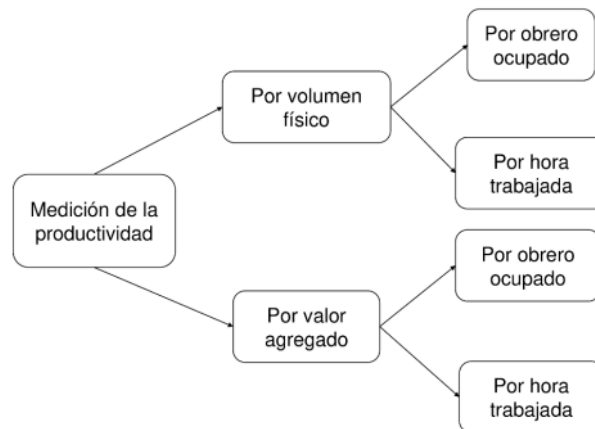 Por obrero
ocupado
Por volumen
físico
Por hora
trabajada
Medición de la
productividad
Por obrero
ocupado
Por valor
agregado
Por hora
trabajada